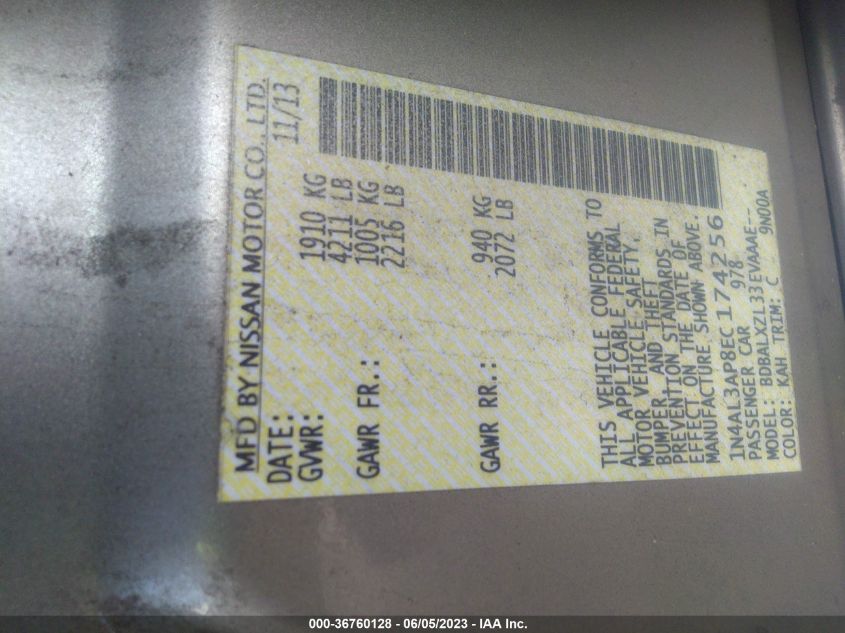 MFD BY NISSAN MOTOR CO., LTD.
DATE: 11/13
GVWR: 1910 KG
4211 LB
GAWR FR.: 1005 KG
2216 LB
GAWR RR.: 940 KG
2072 LB
THIS VEHICLE CONFORMS TO
ALL APPLICABLE FEDERAL
MOTOR VEHICLE SAFETY,
BUMPER AND THEFT
PREVENTION STANDARDS IN
EFFECT ON THE DATE OF
MANUFACTURE SHOWN ABOVE.
1N4AL3AP8EC174256
PASSENGER CAR 978
MODEL: BDBALXZL33EVAAAE--
COLOR: KAH TRIM: C 9N00A
000-36760128 - 06/05/2023 - IAA Inc.